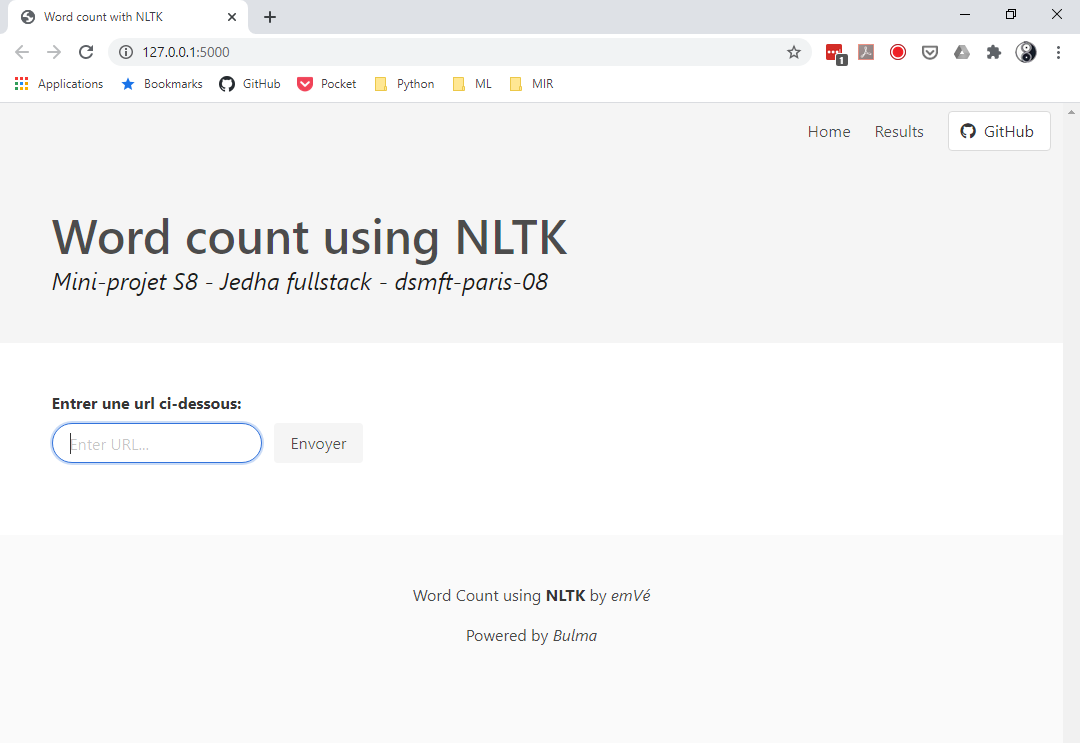 Word count with NLTK
127.0.0.1:5000
1
Applications Bookmarks GitHub Pocket Python ML MIR
Home Results GitHub
Word count using NLTK
Mini-projet S8 - Jedha fullstack - dsmft-paris-08
Entrer une url ci-dessous:
Enter URL... Envoyer
Word Count using NLTK by emVé
Powered by Bulma